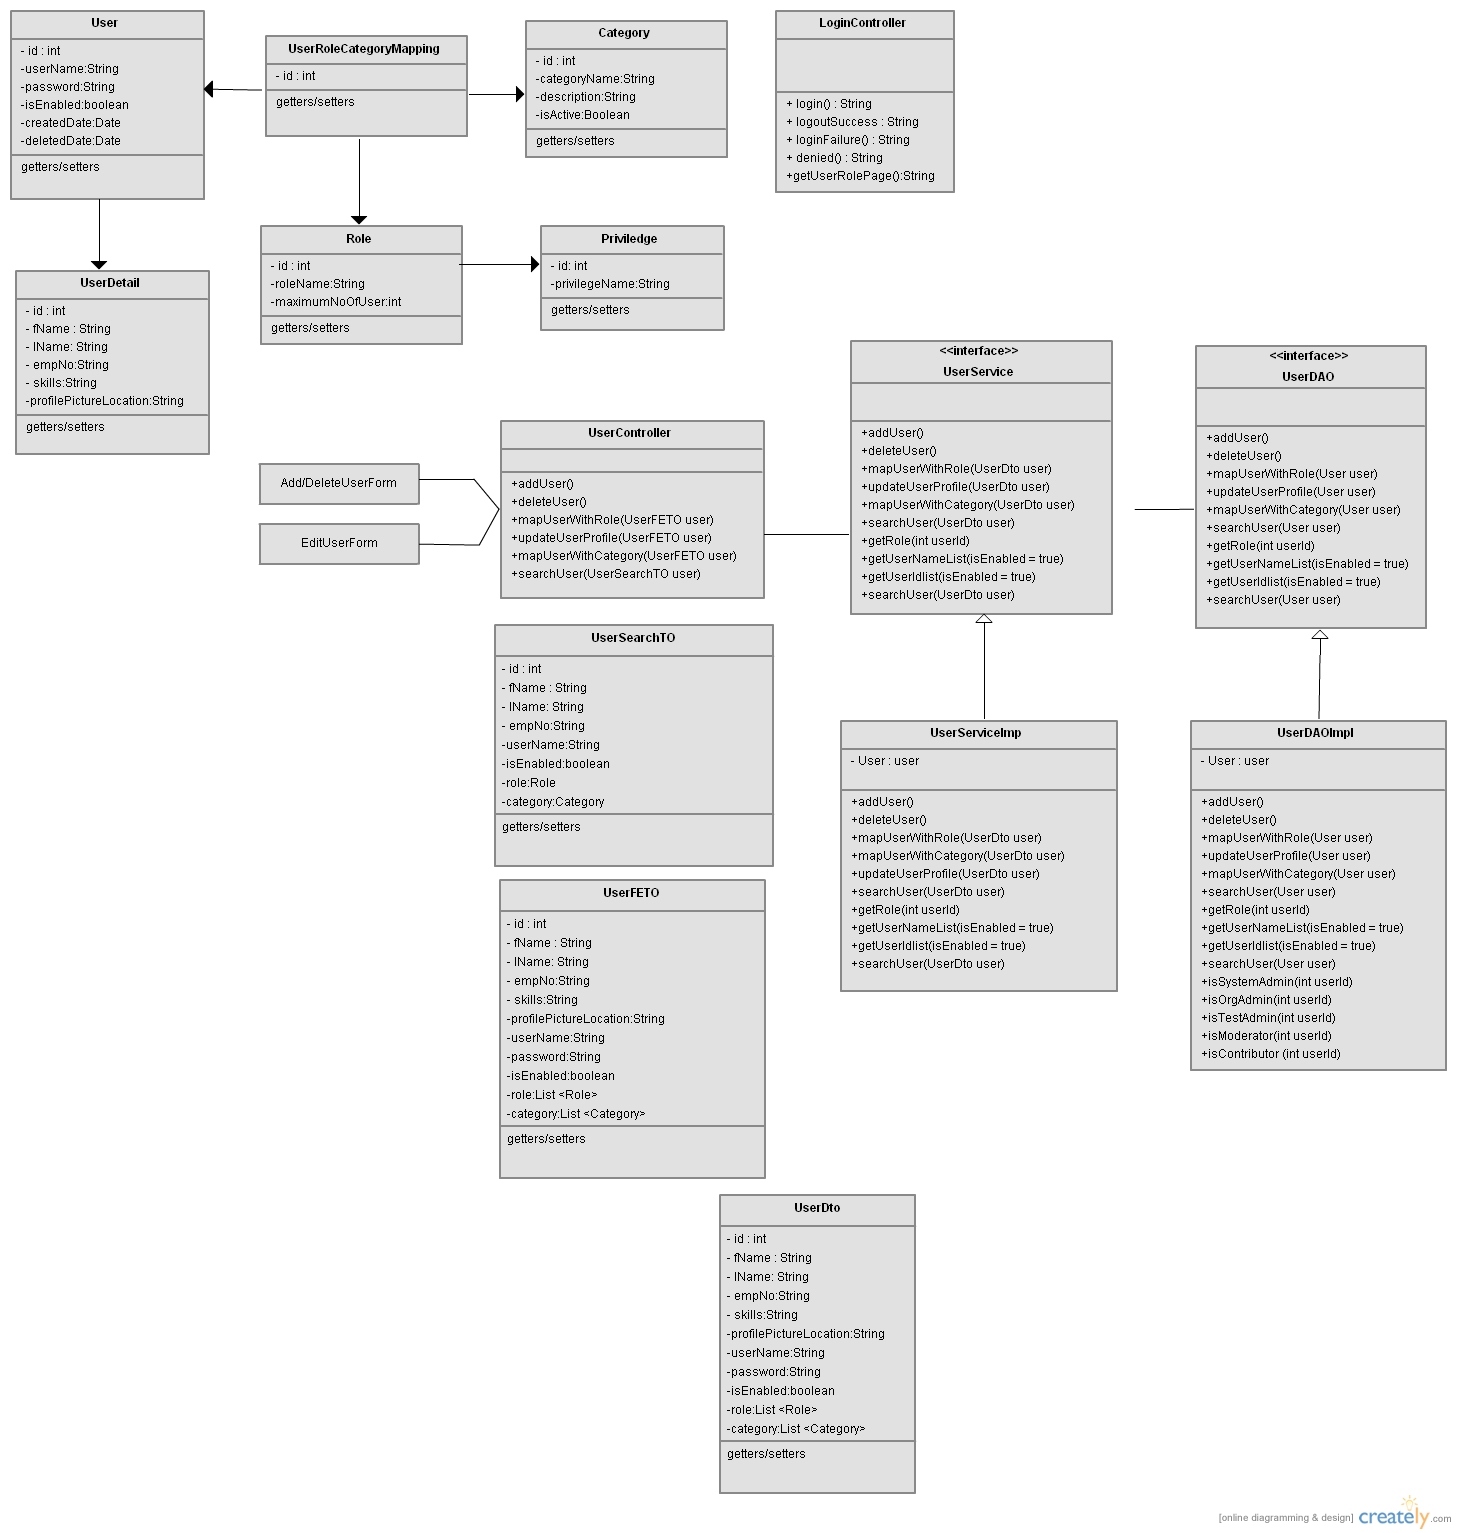 User
- id : int
-userName:String
-password:String
-isEnabled:boolean
-createdDate:Date
-deletedDate:Date
getters/setters
UserRoleCategoryMapping
- id : int
getters/setters
Category
- id : int
-categoryName:String
-description:String
-isActive:Boolean
getters/setters
LoginController
+ login() : String
+ logoutSuccess : String
+ loginFailure() : String
+ denied() : String
+getUserRolePage():String
UserDetail
- id : int
- fName : String
- lName: String
- empNo:String
- skills:String
-profilePictureLocation:String
getters/setters
Role
- id : int
-roleName:String
-maximumNoOfUser:int
getters/setters
Priviledge
- id: int
-privilegeName:String
getters/setters
Add/DeleteUserForm
EditUserForm
UserController
+addUser()
+deleteUser()
+mapUserWithRole(UserFETO user)
+updateUserProfile(UserFETO user)
+mapUserWithCategory(UserFETO user)
+searchUser(UserSearchTO user)
<<interface>>
UserService
+addUser()
+deleteUser()
+mapUserWithRole(UserDto user)
+updateUserProfile(UserDto user)
+mapUserWithCategory(UserDto user)
+searchUser(UserDto user)
+getRole(int userId)
+getUserNameList(isEnabled = true)
+getUserIdlist(isEnabled = true)
+searchUser(UserDto user)
<<interface>>
UserDAO
+addUser()
+deleteUser()
+mapUserWithRole(User user)
+updateUserProfile(User user)
+mapUserWithCategory(User user)
+searchUser(User user)
+getRole(int userId)
+getUserNameList(isEnabled = true)
+getUserIdlist(isEnabled = true)
+searchUser(User user)
UserSearchTO
- id : int
- fName : String
- lName: String
- empNo:String
-userName:String
-isEnabled:boolean
-role:Role
-category:Category
getters/setters
UserServiceImp
- User : user
+addUser()
+deleteUser()
+mapUserWithRole(UserDto user)
+mapUserWithCategory(UserDto user)
+updateUserProfile(UserDto user)
+searchUser(UserDto user)
+getRole(int userId)
+getUserNameList(isEnabled = true)
+getUserIdlist(isEnabled = true)
+searchUser(UserDto user)
UserDAOImpl
- User : user
+addUser()
+deleteUser()
+mapUserWithRole(User user)
+updateUserProfile(User user)
+mapUserWithCategory(User user)
+searchUser(User user)
+getRole(int userId)
+getUserNameList(isEnabled = true)
+getUserIdlist(isEnabled = true)
+searchUser(User user)
+isSystemAdmin(int userId)
+isOrgAdmin(int userId)
+isTestAdmin(int userId)
+isModerator(int userId)
+isContributor (int userId)
UserFETO
- id : int
- fName : String
- lName: String
- empNo:String
- skills:String
-profilePictureLocation:String
-userName:String
-password:String
-isEnabled:boolean
-role:List <Role>
-category:List <Category>
getters/setters
UserDto
- id : int
- fName : String
- lName: String
- empNo:String
- skills:String
-profilePictureLocation:String
-userName:String
-password:String
-isEnabled:boolean
-role:List <Role>
-category:List <Category>
getters/setters
[online diagramming & design] creately.com